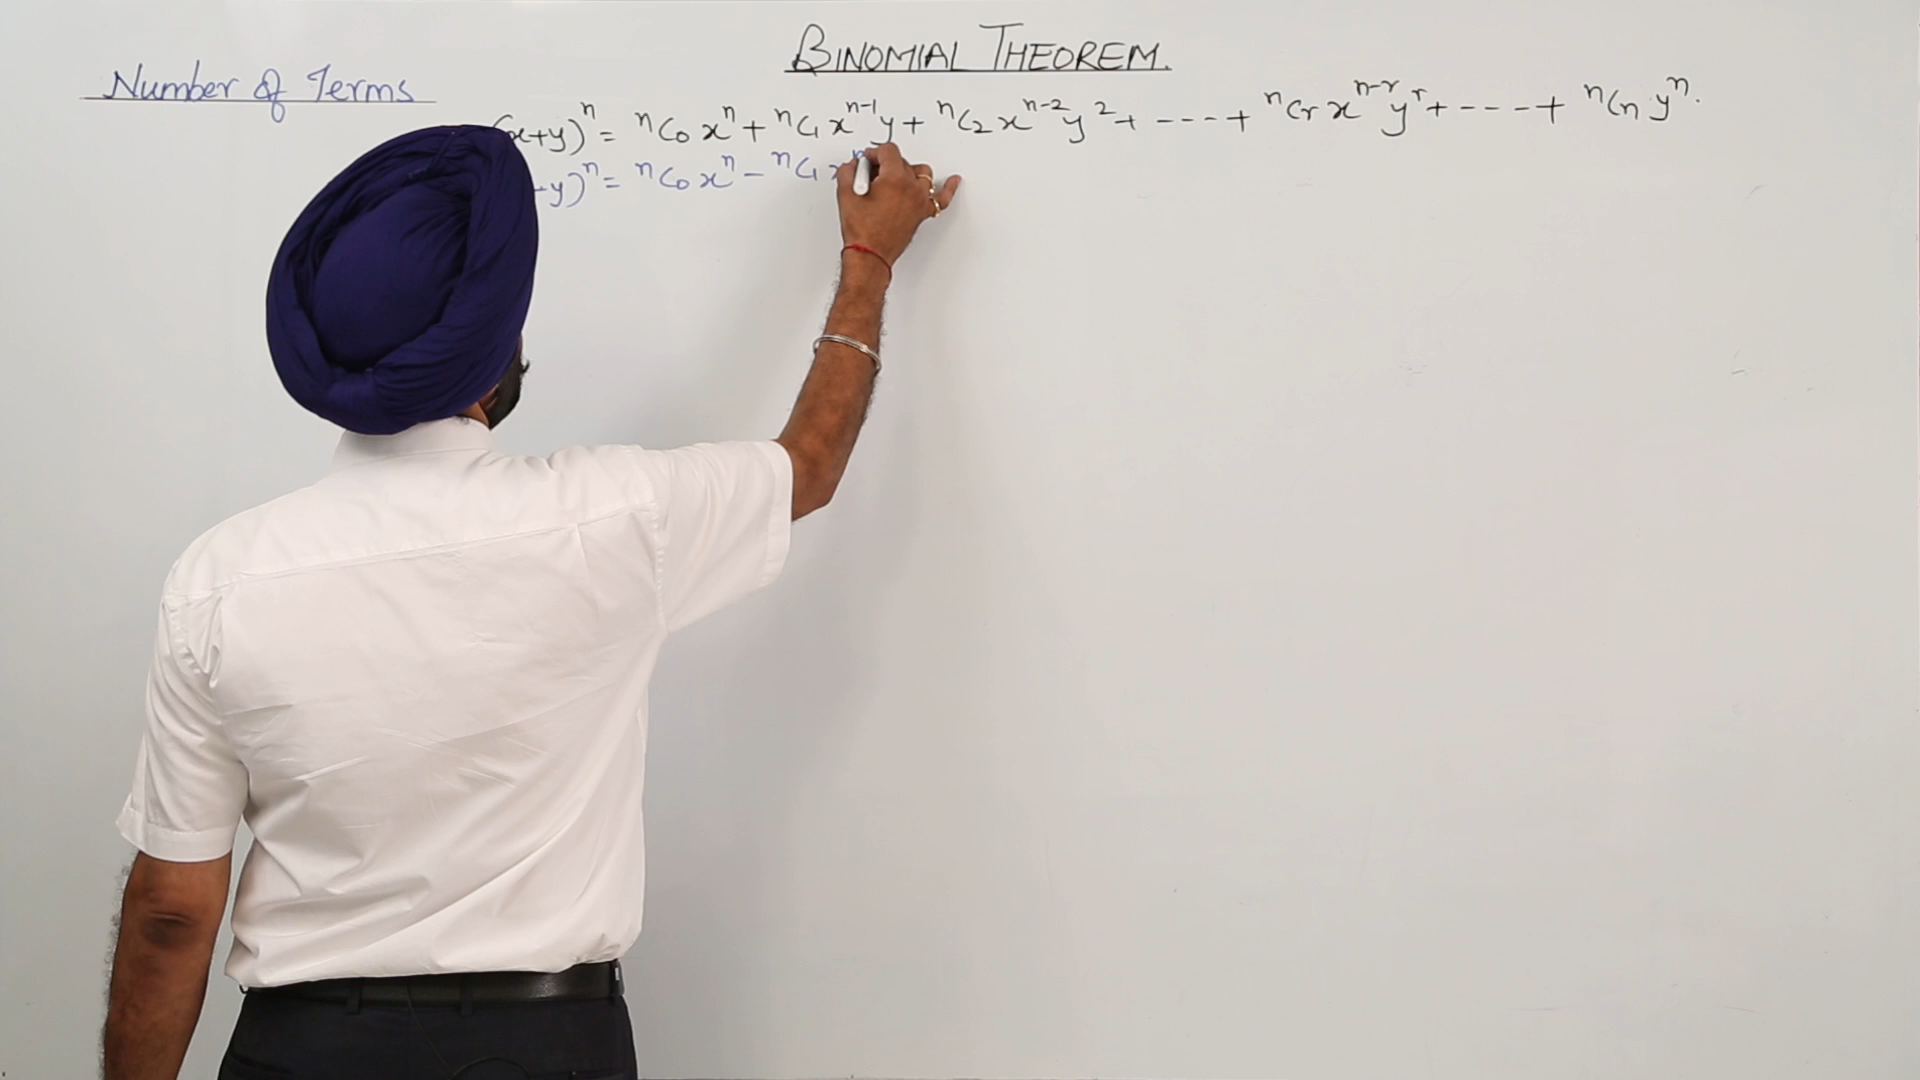 BINOMIAL THEOREM.
Number of Terms
(x+y)ⁿ = ⁿC₀ xⁿ + ⁿC₁ xⁿ⁻¹y + ⁿC₂ xⁿ⁻²y² + ---- + ⁿCᵣ xⁿ⁻ʳyʳ + ---- + ⁿCₙ yⁿ.
-y)ⁿ = ⁿC₀ xⁿ - ⁿC₁ x